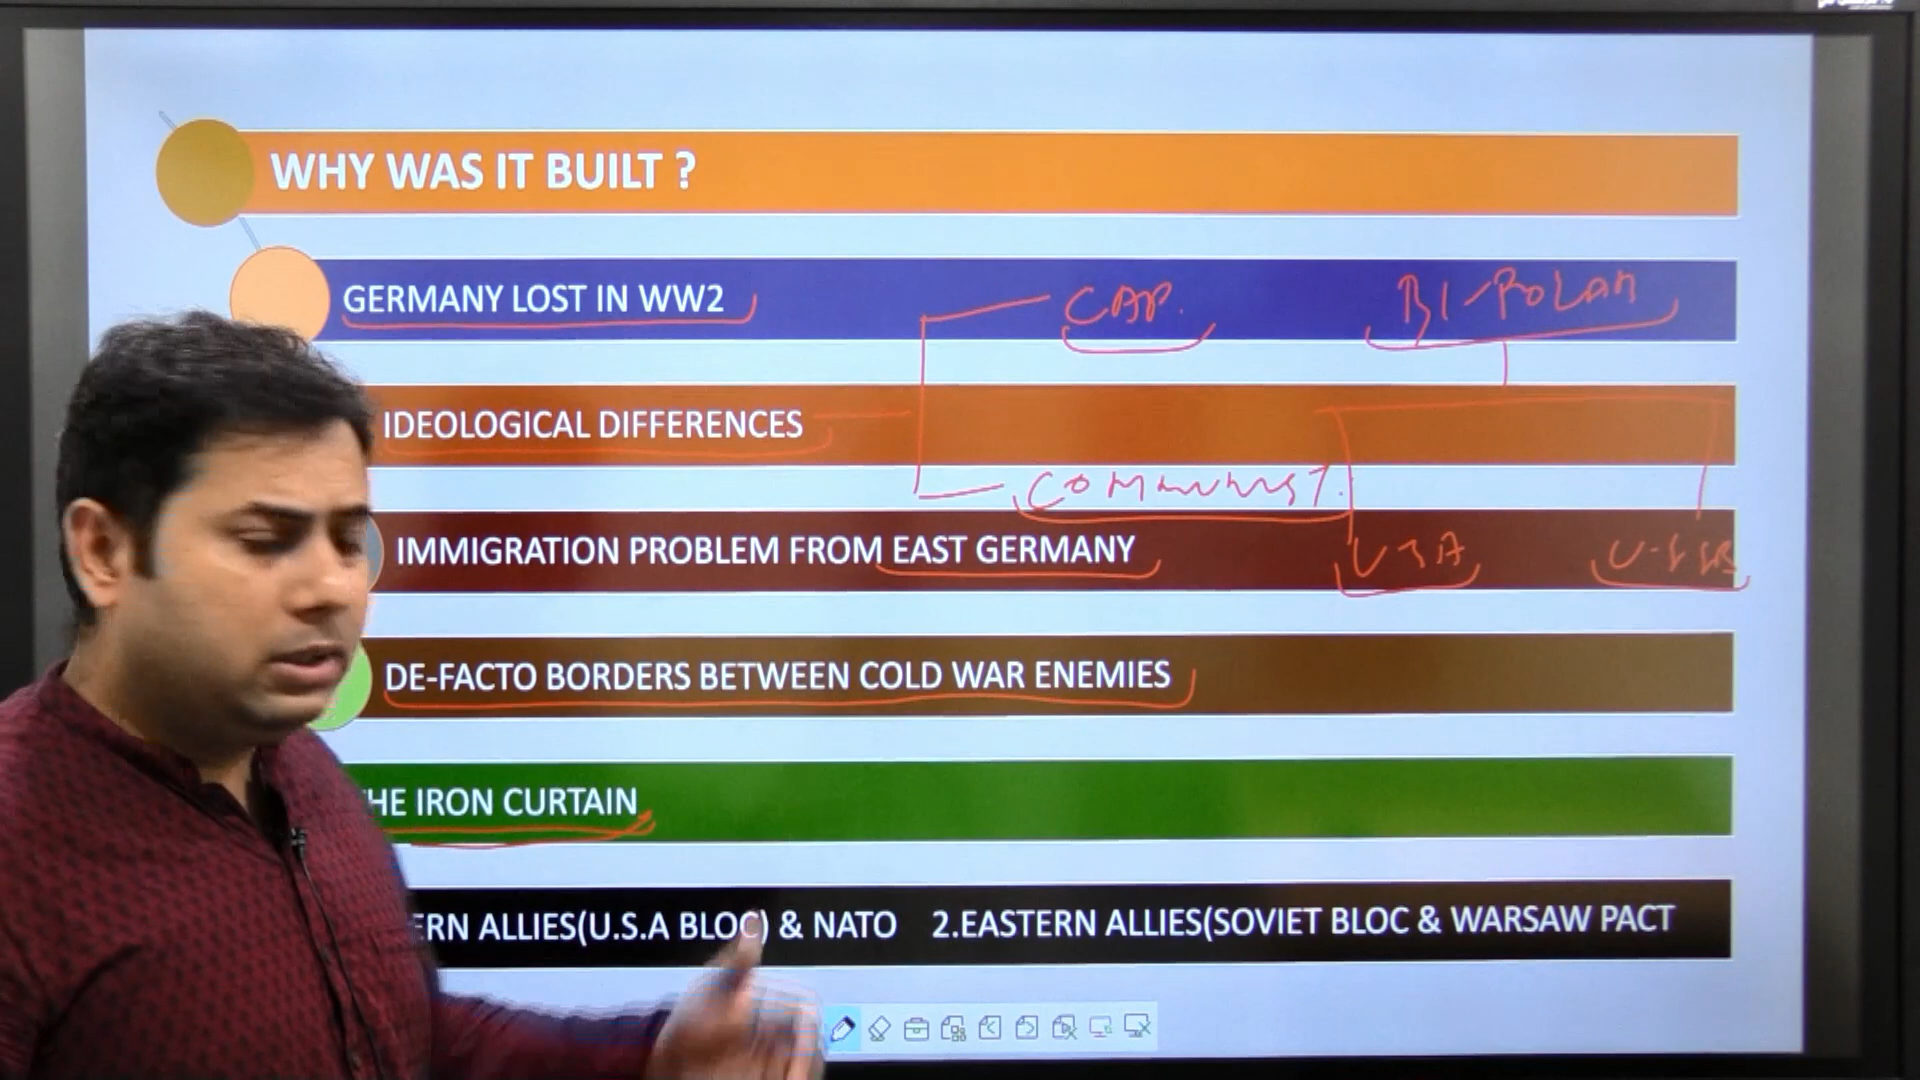 WHY WAS IT BUILT ?
GERMANY LOST IN WW2
CAP.
BI-POLAR
IDEOLOGICAL DIFFERENCES
COMMUNIST.
IMMIGRATION PROBLEM FROM EAST GERMANY
USA
U-SSR
DE-FACTO BORDERS BETWEEN COLD WAR ENEMIES
HE IRON CURTAIN
ERN ALLIES(U.S.A BLOC) & NATO 2.EASTERN ALLIES(SOVIET BLOC & WARSAW PACT